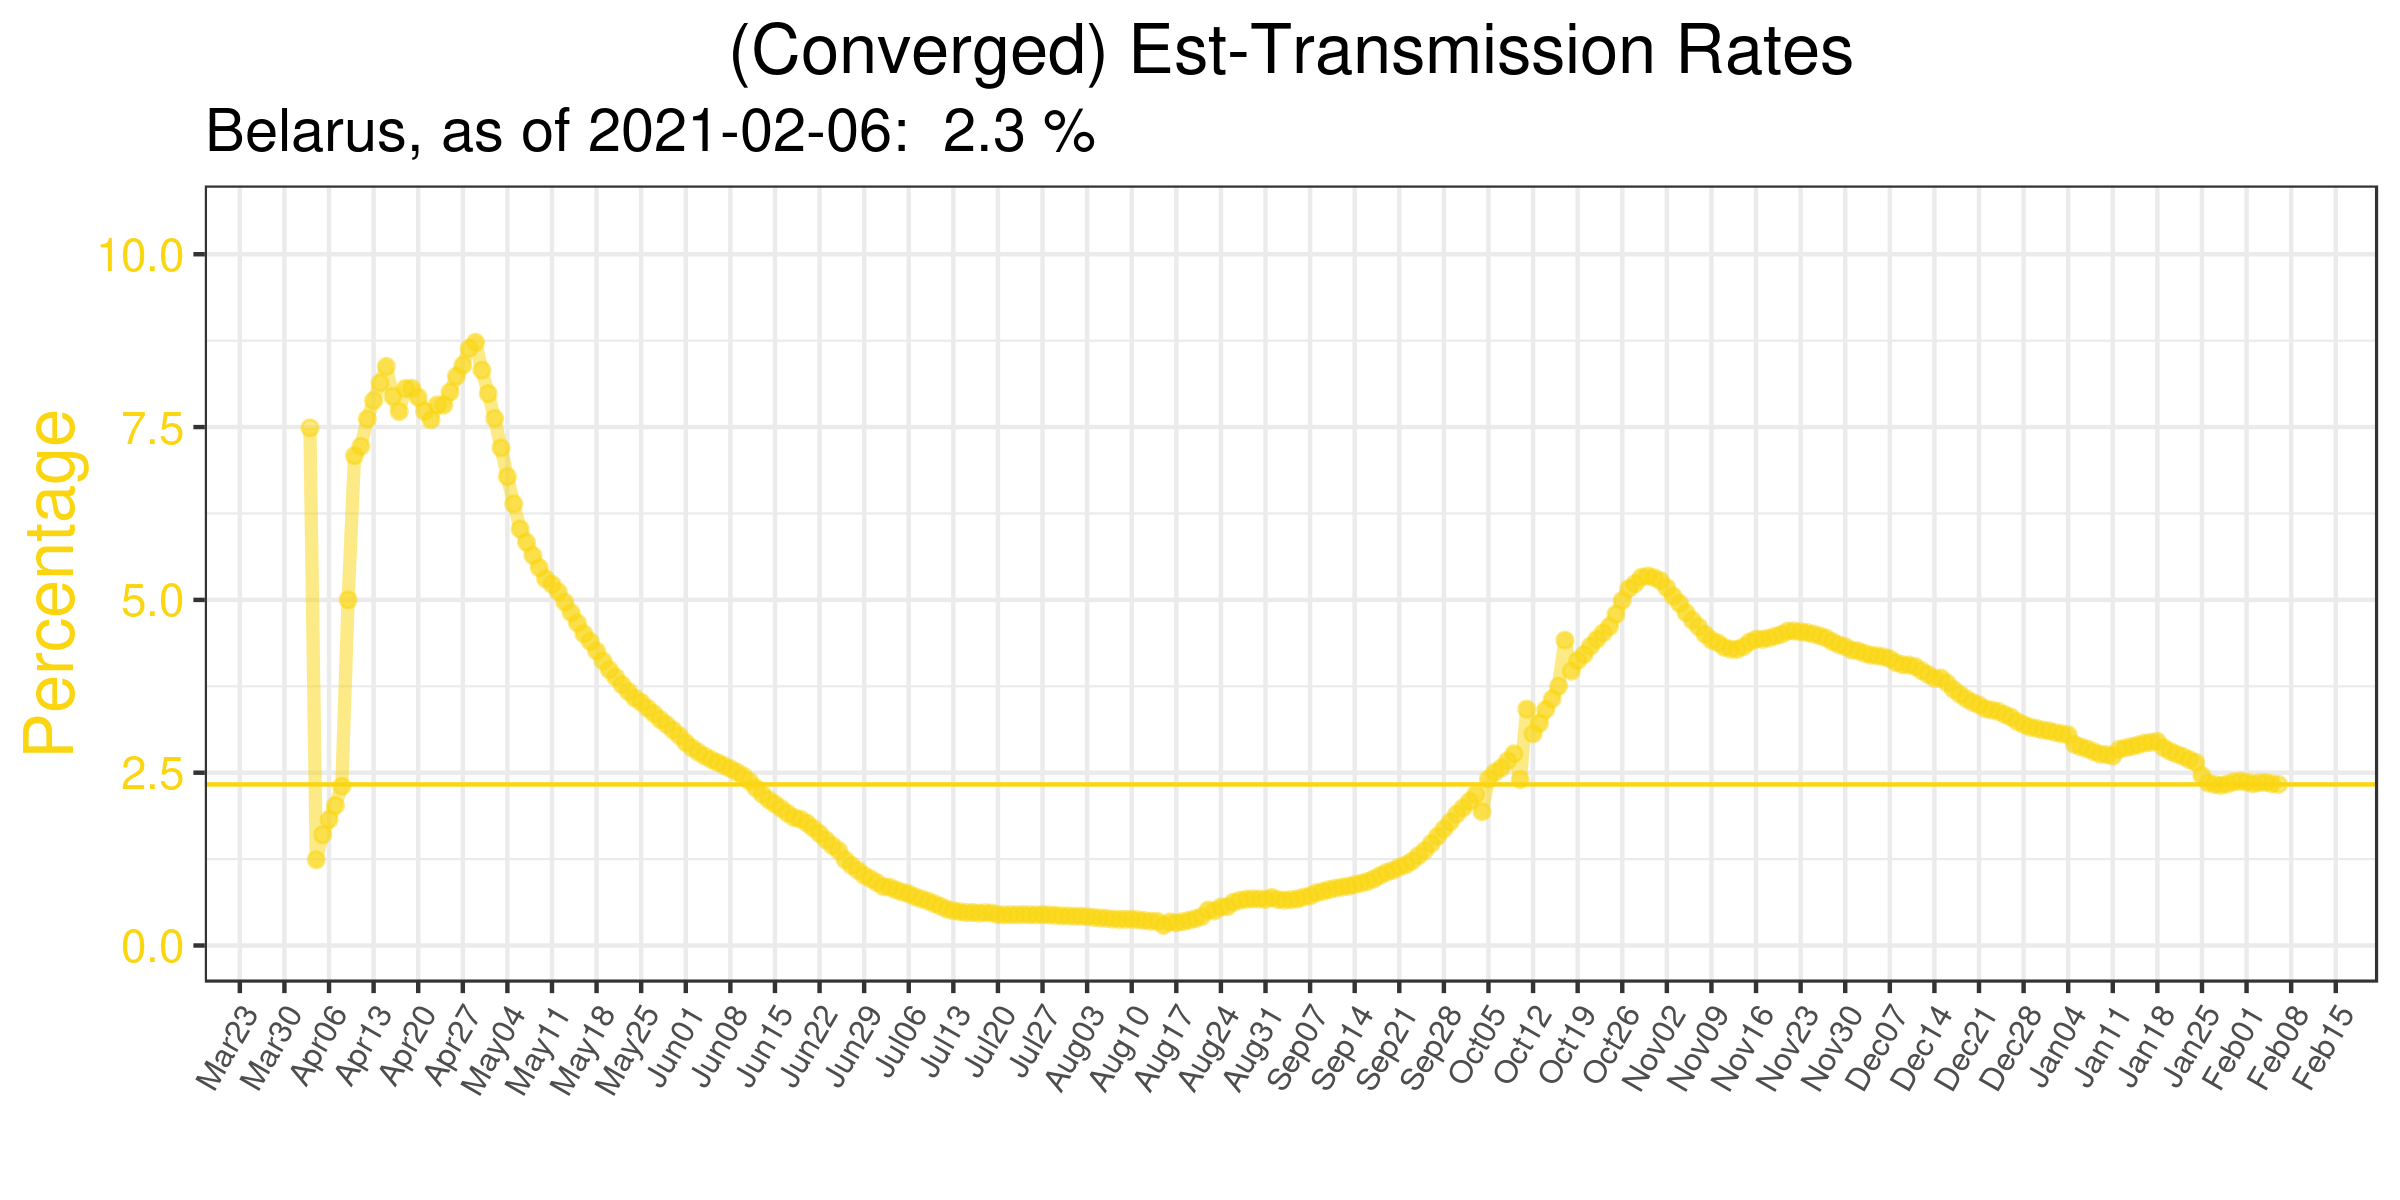 (Converged) Est-Transmission Rates
Belarus, as of 2021-02-06:  2.3 %
Percentage
10.0
7.5
5.0
2.5
0.0
Mar23
Mar30
Apr06
Apr13
Apr20
Apr27
May04
May11
May18
May25
Jun01
Jun08
Jun15
Jun22
Jun29
Jul06
Jul13
Jul20
Jul27
Aug03
Aug10
Aug17
Aug24
Aug31
Sep07
Sep14
Sep21
Sep28
Oct05
Oct12
Oct19
Oct26
Nov02
Nov09
Nov16
Nov23
Nov30
Dec07
Dec14
Dec21
Dec28
Jan04
Jan11
Jan18
Jan25
Feb01
Feb08
Feb15